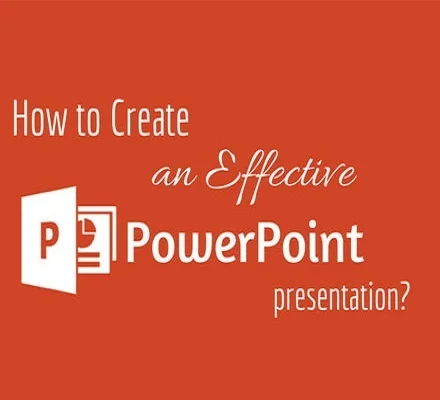 How to Create
an Effective
P PowerPoint
presentation?